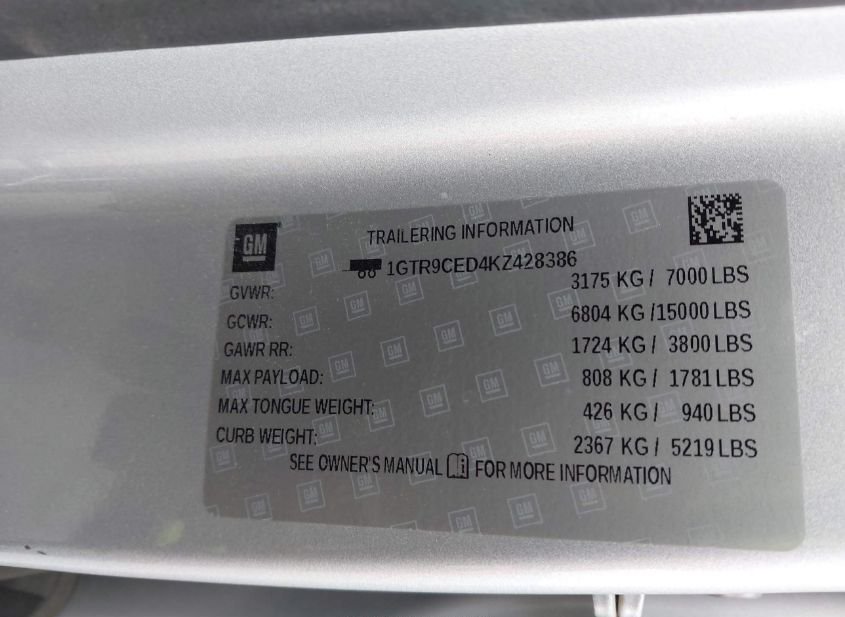 GM
TRAILERING INFORMATION
1GTR9CED4KZ428386
GVWR: 3175 KG / 7000 LBS
GCWR: 6804 KG /15000 LBS
GAWR RR: 1724 KG / 3800 LBS
MAX PAYLOAD: 808 KG / 1781 LBS
MAX TONGUE WEIGHT: 426 KG / 940 LBS
CURB WEIGHT: 2367 KG / 5219 LBS
SEE OWNER'S MANUAL i FOR MORE INFORMATION